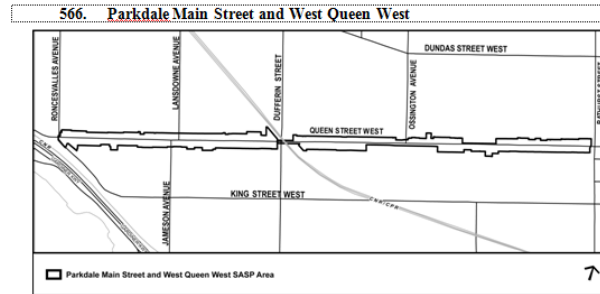 566. Parkdale Main Street and West Queen West
DUNDAS STREET WEST
RONCESVALLES AVENUE
LANSDOWNE AVENUE
DUFFERIN STREET
OSSINGTON AVENUE
QUEEN STREET WEST
KING STREET WEST
JAMESON AVENUE
Parkdale Main Street and West Queen West SASP Area